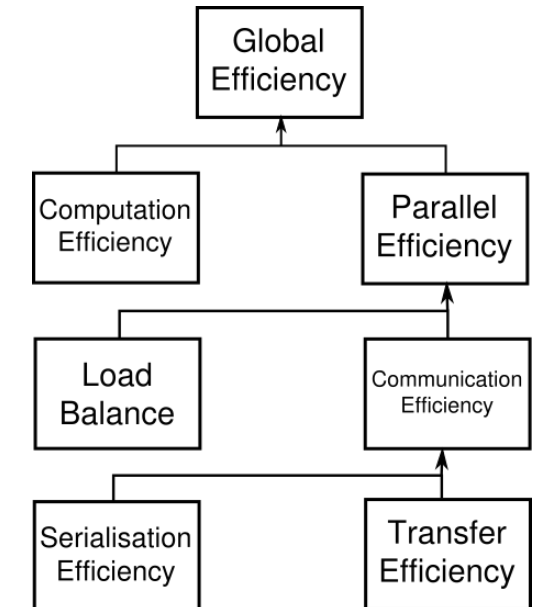 Global
Efficiency
Computation
Efficiency
Parallel
Efficiency
Load
Balance
Communication
Efficiency
Serialisation
Efficiency
Transfer
Efficiency